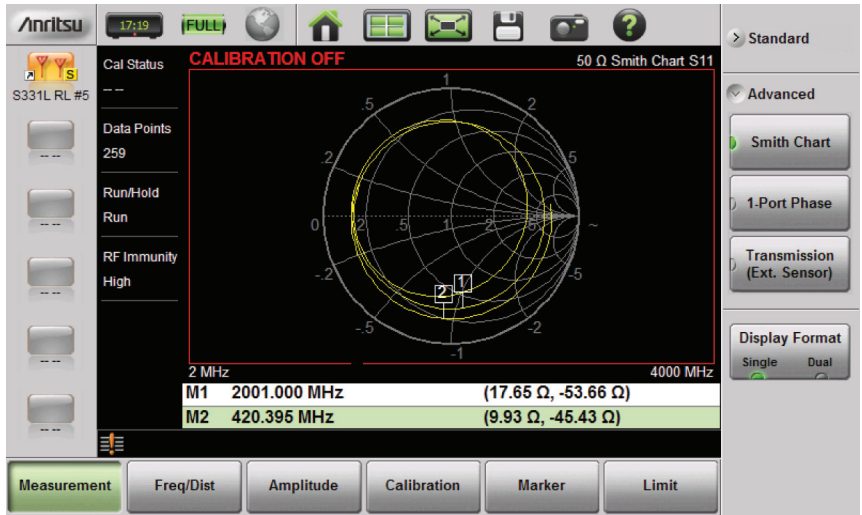 Anritsu
17:19
FULL
?
S331L RL #5
S
-- --
-- --
-- --
-- --
-- --
Cal Status
-- --
Data Points
259
Run/Hold
Run
RF Immunity
High
CALIBRATION OFF
50 Ω Smith Chart S11
1
.5
2
.2
5
0
.2
.5
1
2
5
~
-.2
-5
-.5
-2
-1
2
1
2 MHz
4000 MHz
M1 2001.000 MHz (17.65 Ω, -53.66 Ω)
M2 420.395 MHz (9.93 Ω, -45.43 Ω)
Standard
Advanced
Smith Chart
1-Port Phase
Transmission
(Ext. Sensor)
Display Format
Single Dual
Measurement
Freq/Dist
Amplitude
Calibration
Marker
Limit